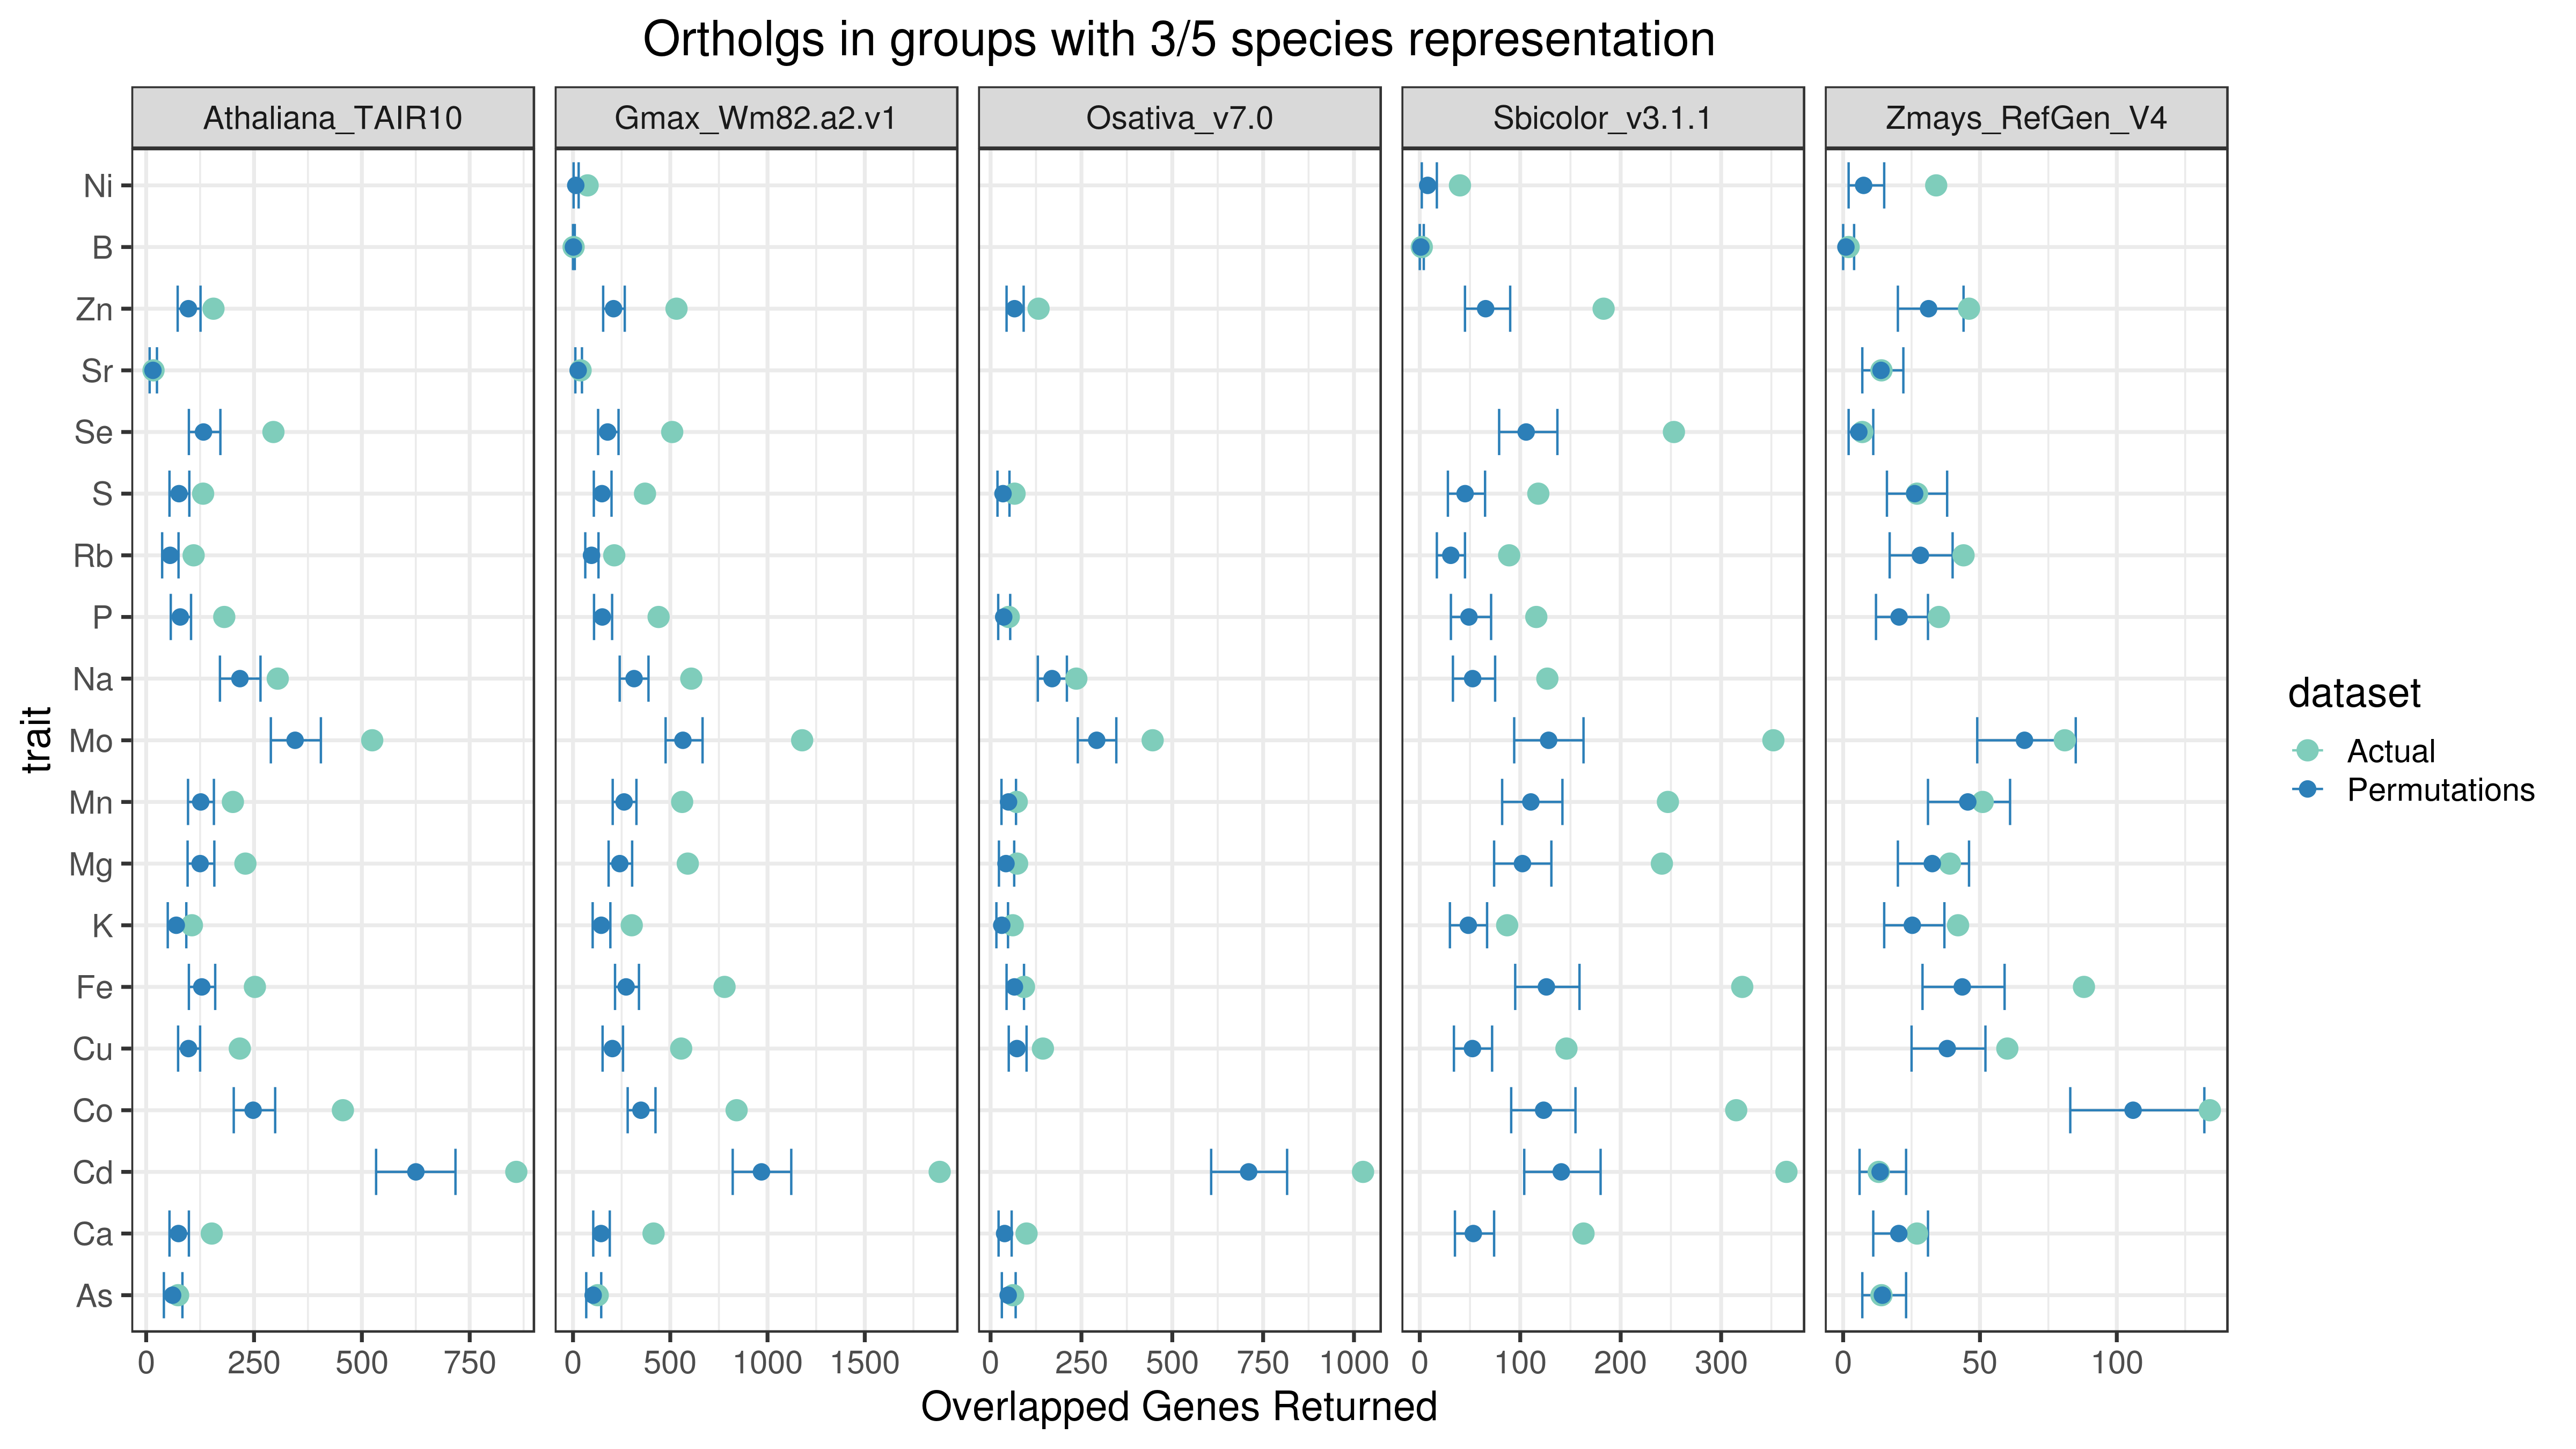 Ortholgs in groups with 3/5 species representation
Athaliana_TAIR10
Gmax_Wm82.a2.v1
Osativa_v7.0
Sbicolor_v3.1.1
Zmays_RefGen_V4
trait
Ni
B
Zn
Sr
Se
S
Rb
P
Na
Mo
Mn
Mg
K
Fe
Cu
Co
Cd
Ca
As
0 250 500 750
0 500 1000 1500
0 250 500 750 1000
0 100 200 300
0 50 100
Overlapped Genes Returned
dataset
Actual
Permutations